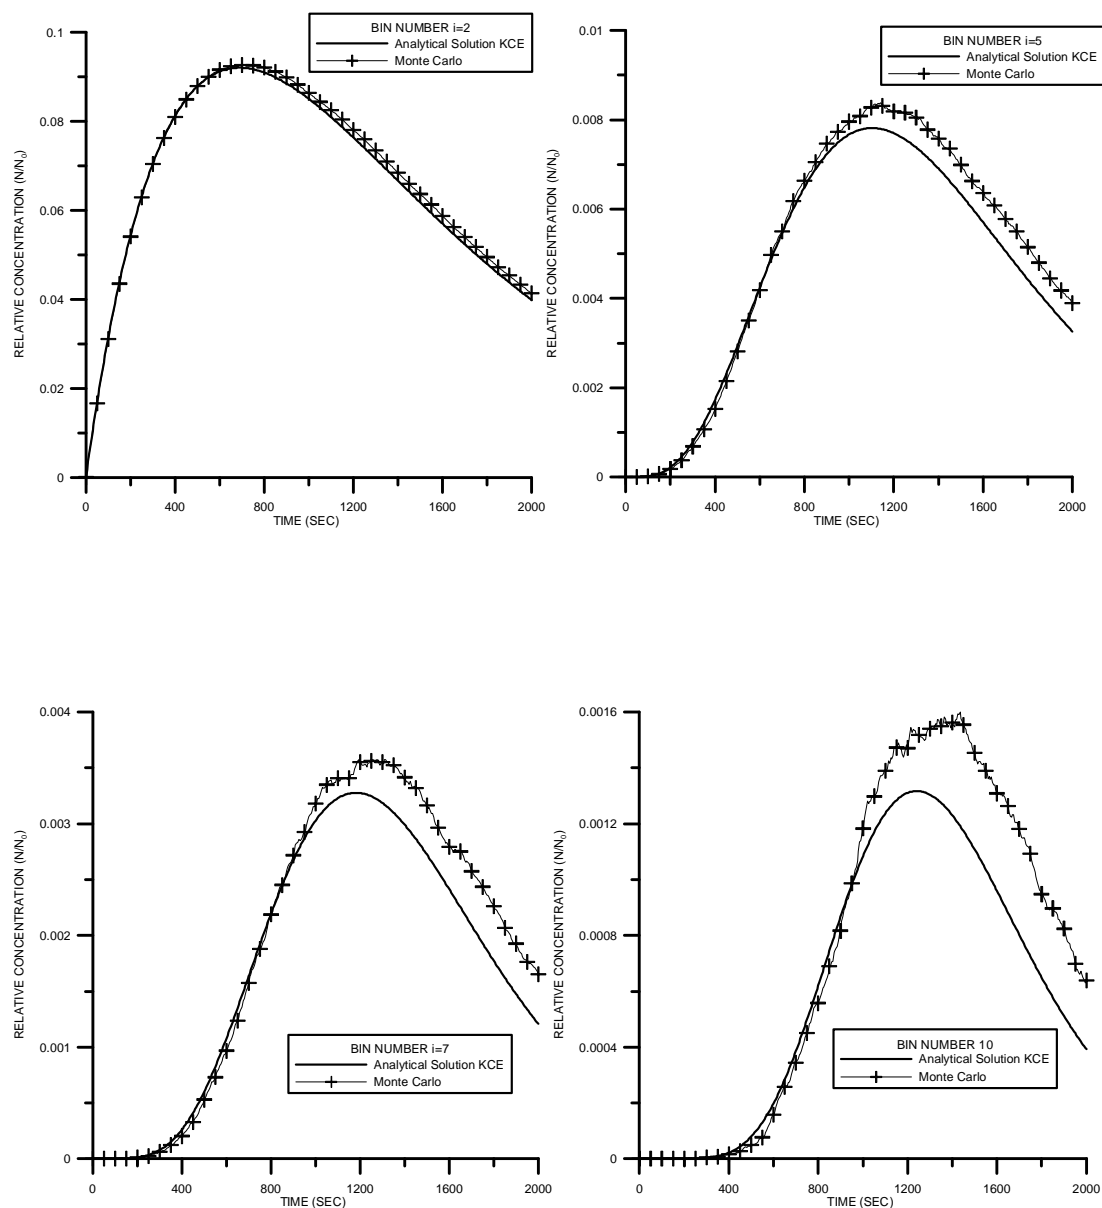 BIN NUMBER i=2
Analytical Solution KCE
Monte Carlo
RELATIVE CONCENTRATION (N/N₀)
0.1
0.08
0.06
0.04
0.02
0
0 400 800 1200 1600 2000
TIME (SEC)
BIN NUMBER i=5
Analytical Solution KCE
Monte Carlo
RELATIVE CONCENTRATION (N/N₀)
0.01
0.008
0.006
0.004
0.002
0
0 400 800 1200 1600 2000
TIME (SEC)
RELATIVE CONCENTRATION (N/N₀)
0.004
0.003
0.002
0.001
0
BIN NUMBER i=7
Analytical Solution KCE
Monte Carlo
0 400 800 1200 1600 2000
TIME (SEC)
RELATIVE CONCENTRATION (N/N₀)
0.0016
0.0012
0.0008
0.0004
0
BIN NUMBER 10
Analytical Solution KCE
Monte Carlo
0 400 800 1200 1600 2000
TIME (SEC)